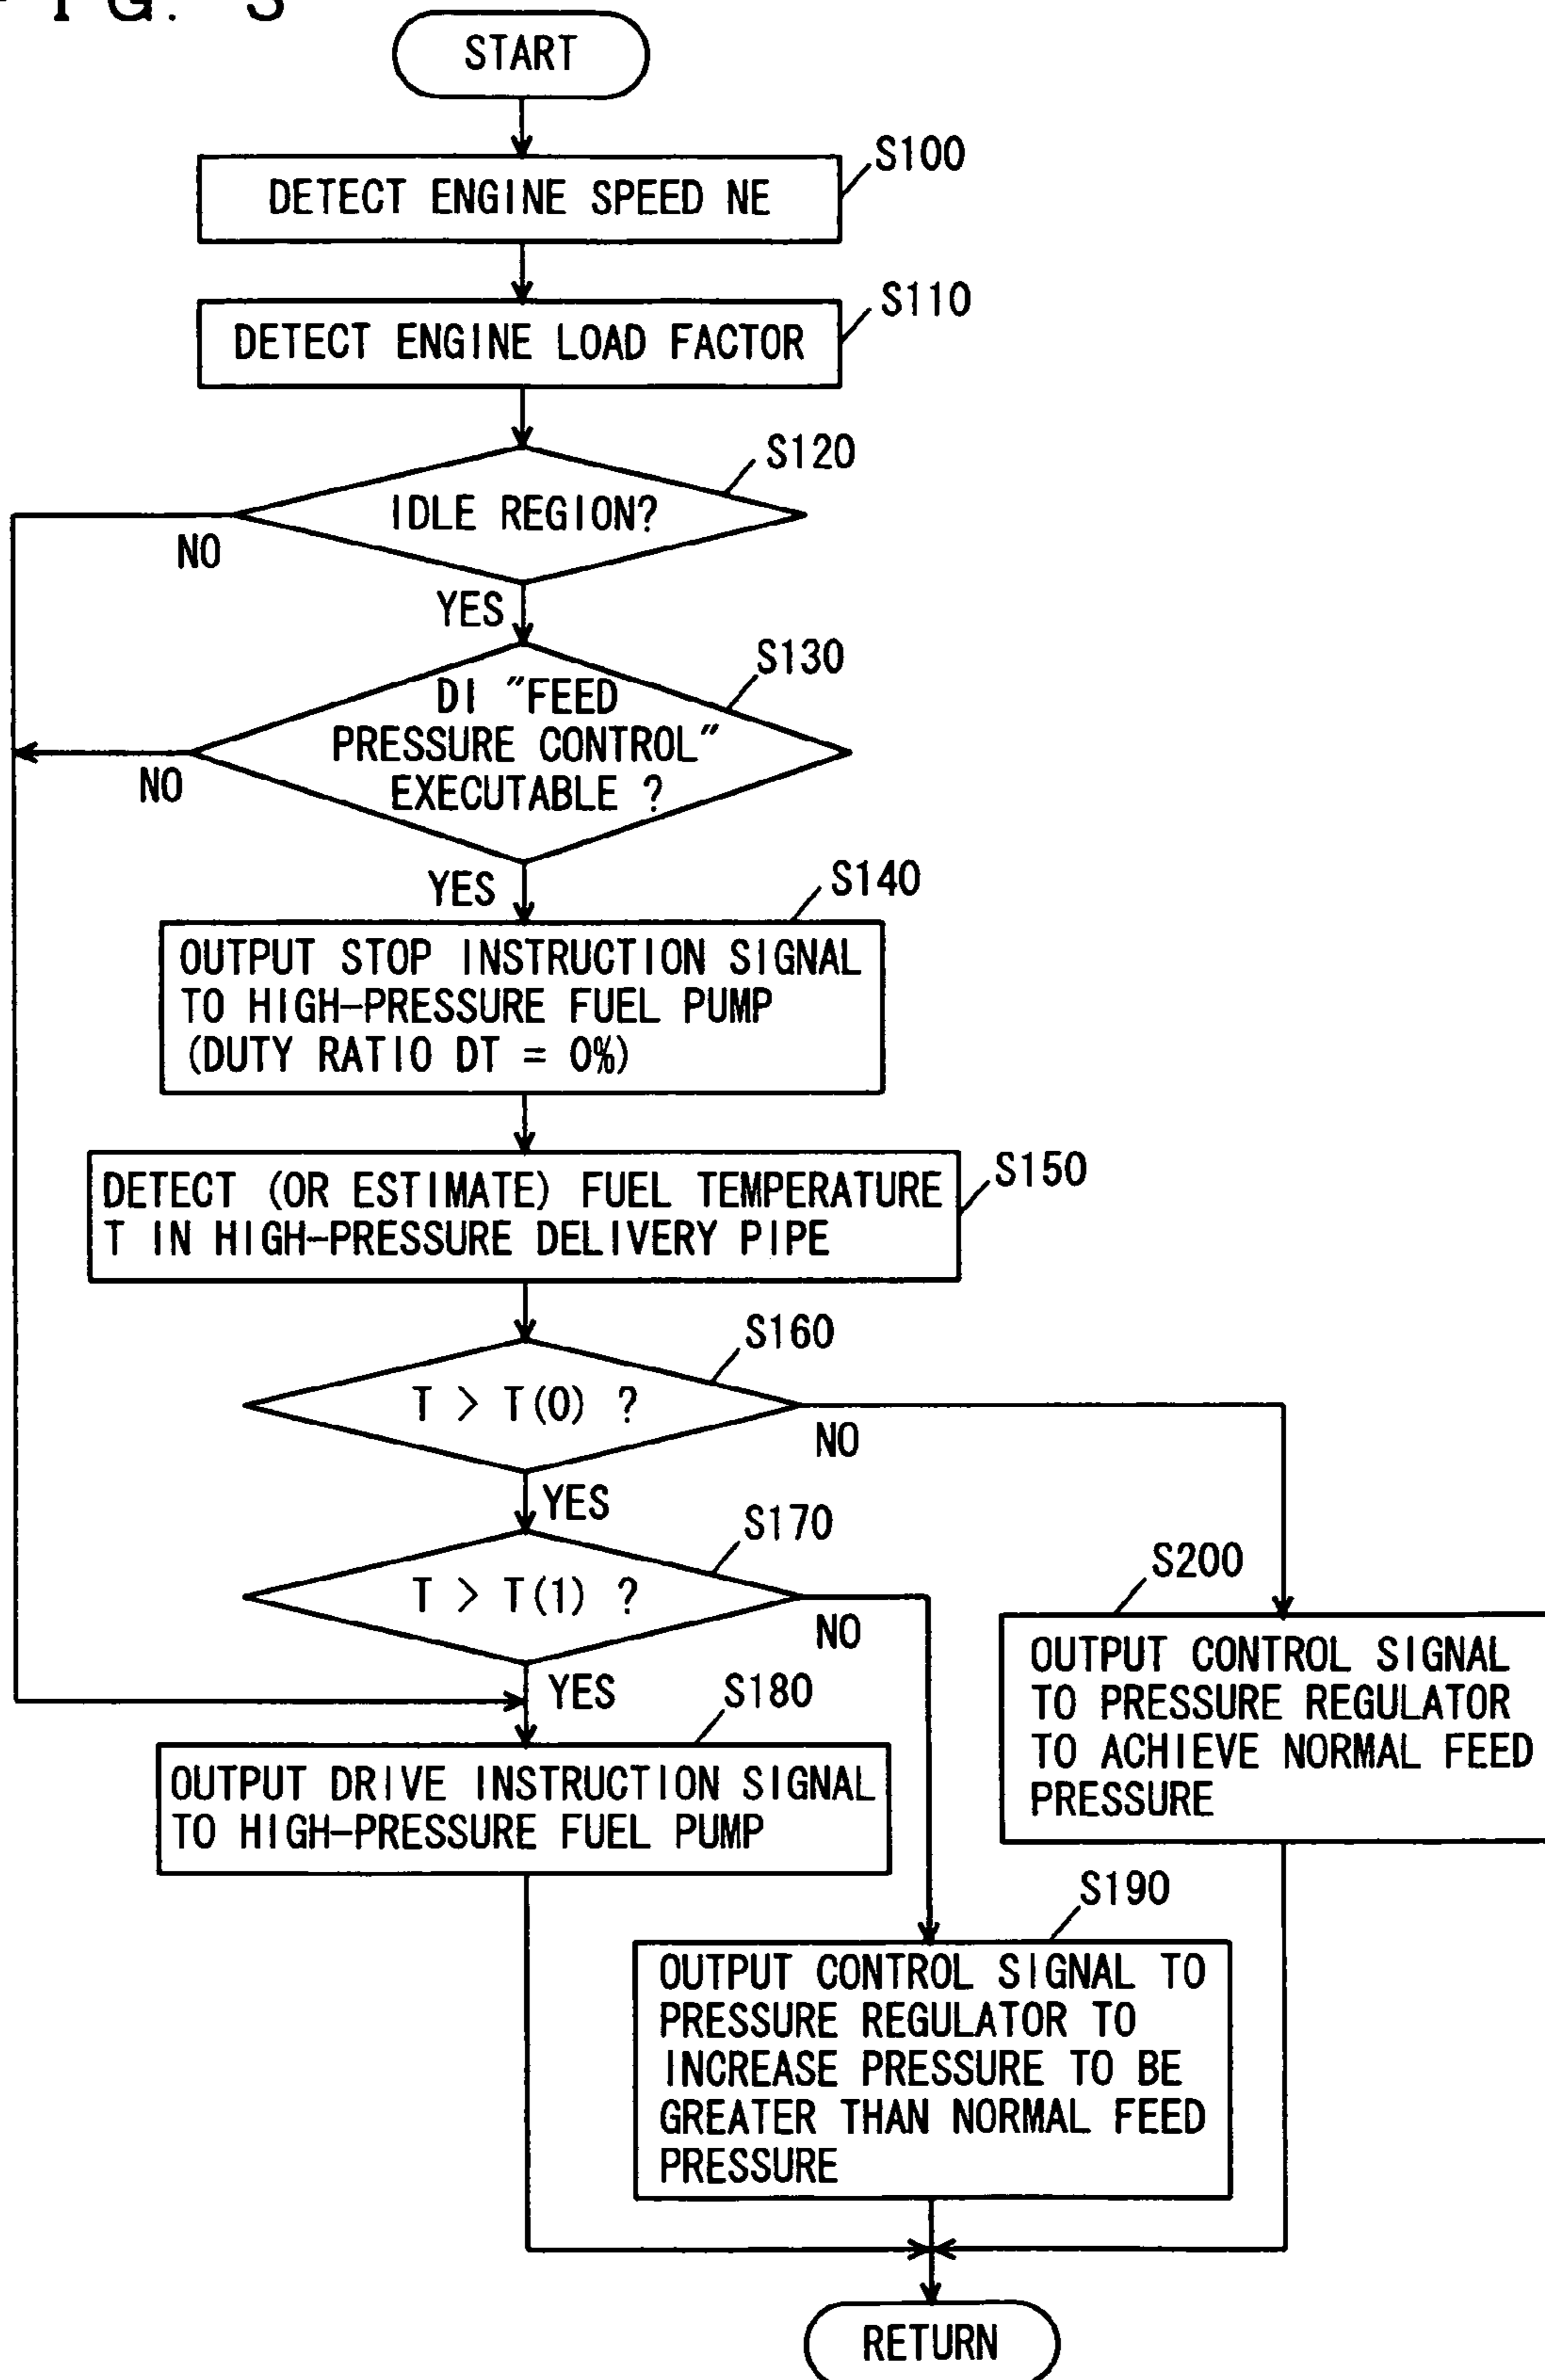 FIG. 3
START
S100
DETECT ENGINE SPEED NE
S110
DETECT ENGINE LOAD FACTOR
S120
IDLE REGION?
NO
YES
S130
DI "FEED
PRESSURE CONTROL"
EXECUTABLE ?
NO
YES
S140
OUTPUT STOP INSTRUCTION SIGNAL
TO HIGH-PRESSURE FUEL PUMP
(DUTY RATIO DT = 0%)
S150
DETECT (OR ESTIMATE) FUEL TEMPERATURE
T IN HIGH-PRESSURE DELIVERY PIPE
S160
T > T(0) ?
NO
YES
S170
T > T(1) ?
NO
YES
S180
OUTPUT DRIVE INSTRUCTION SIGNAL
TO HIGH-PRESSURE FUEL PUMP
S200
OUTPUT CONTROL SIGNAL
TO PRESSURE REGULATOR
TO ACHIEVE NORMAL FEED
PRESSURE
S190
OUTPUT CONTROL SIGNAL TO
PRESSURE REGULATOR TO
INCREASE PRESSURE TO BE
GREATER THAN NORMAL FEED
PRESSURE
RETURN